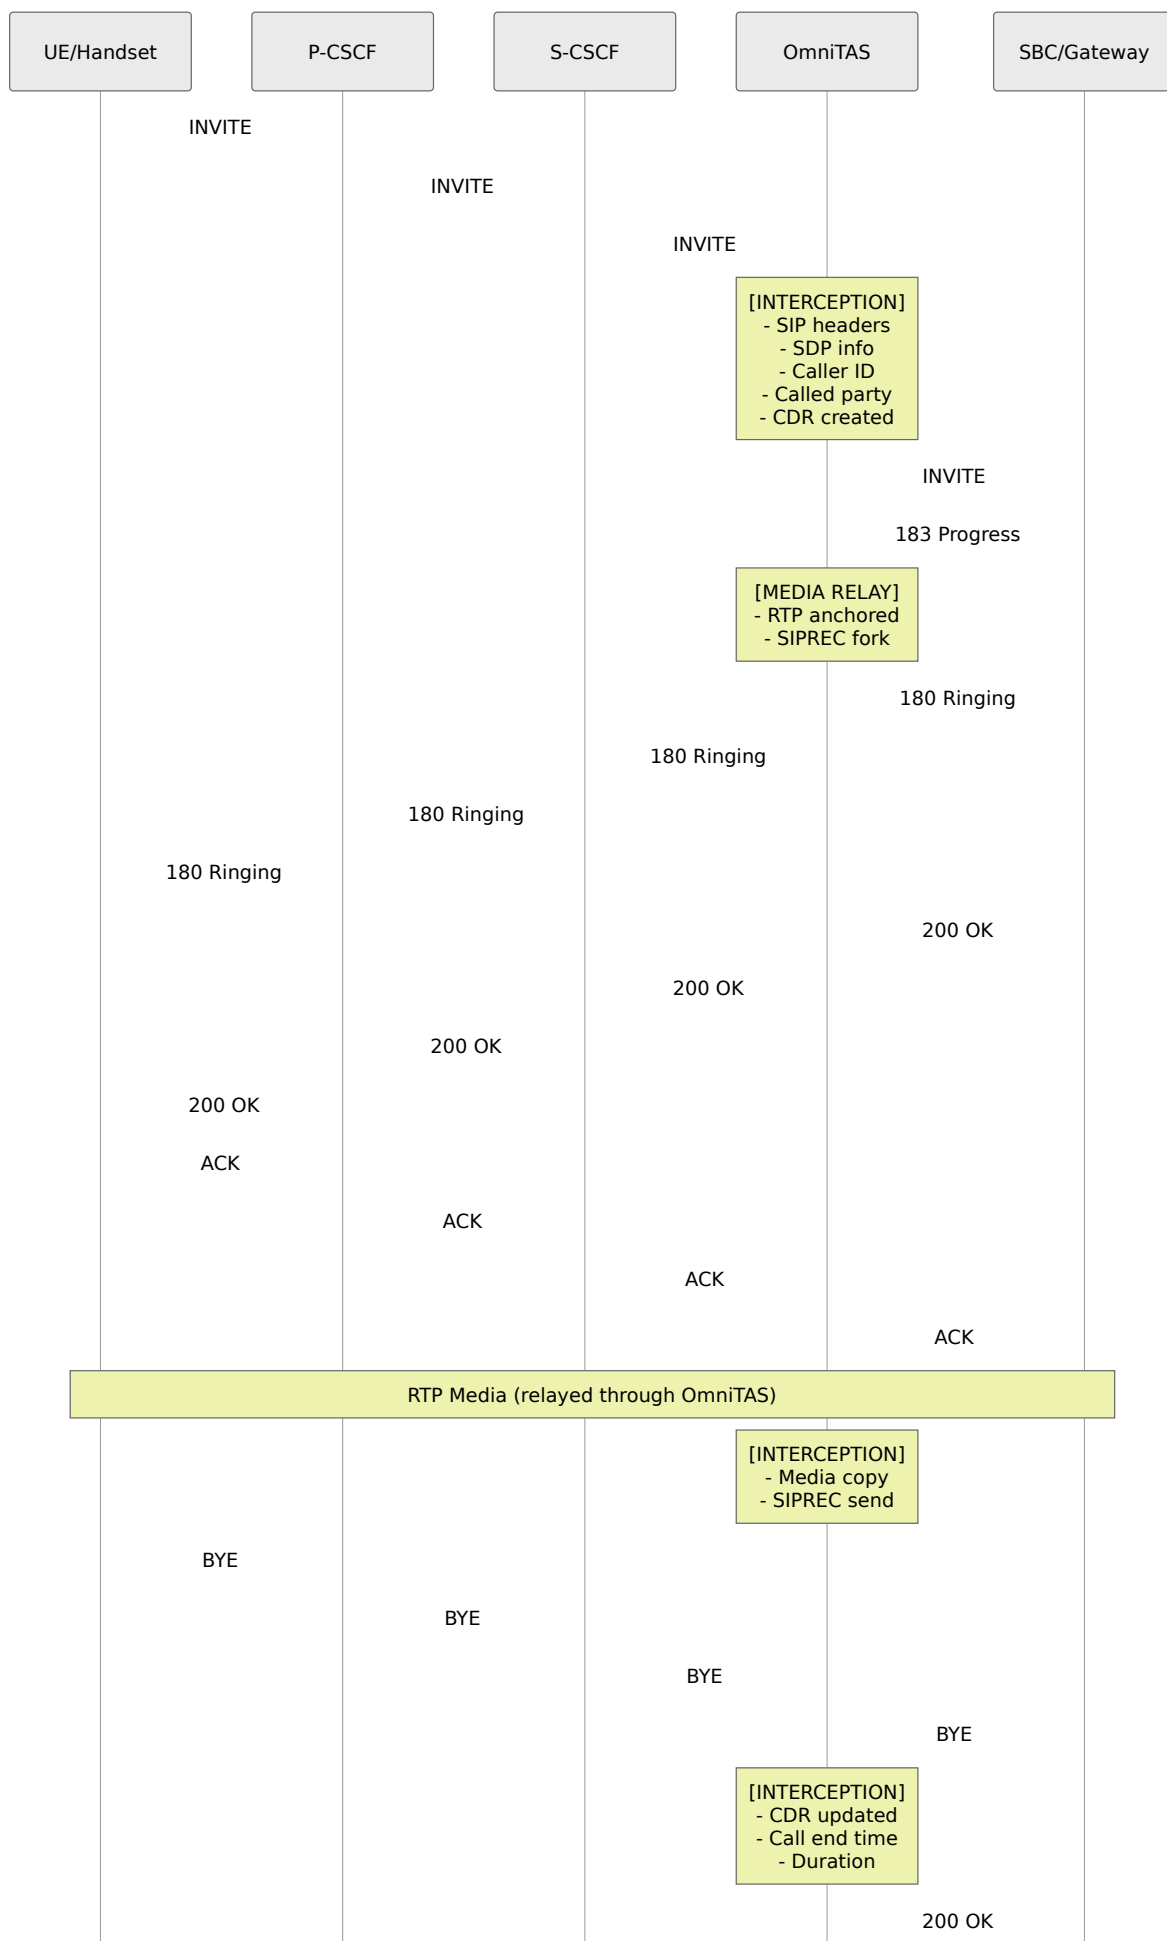 UE/Handset
P-CSCF
S-CSCF
OmniTAS
SBC/Gateway
INVITE
INVITE
INVITE
[INTERCEPTION]
- SIP headers
- SDP info
- Caller ID
- Called party
- CDR created
INVITE
183 Progress
[MEDIA RELAY]
- RTP anchored
- SIPREC fork
180 Ringing
180 Ringing
180 Ringing
180 Ringing
200 OK
200 OK
200 OK
200 OK
ACK
ACK
ACK
ACK
RTP Media (relayed through OmniTAS)
[INTERCEPTION]
- Media copy
- SIPREC send
BYE
BYE
BYE
BYE
[INTERCEPTION]
- CDR updated
- Call end time
- Duration
200 OK